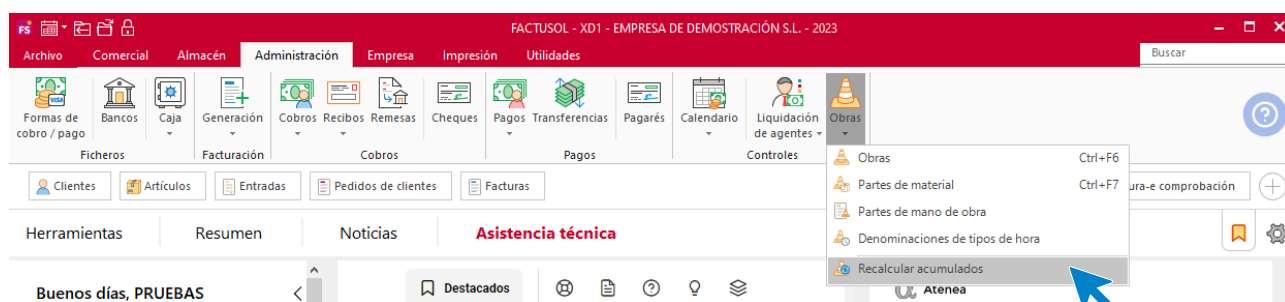 FS
FACTUSOL - XD1 - EMPRESA DE DEMOSTRACIÓN S.L. - 2023
Archivo Comercial Almacén Administración Empresa Impresión Utilidades Buscar
VISA
Formas de cobro / pago Bancos Caja Generación Cobros Recibos Remesas Cheques Pagos Transferencias Pagarés Calendario Liquidación de agentes Obras
Ficheros Facturación Cobros Pagos Controles
Obras Ctrl+F6
Clientes Artículos Entradas Pedidos de clientes Facturas
Partes de material Ctrl+F7
ura-e comprobación
Partes de mano de obra
Herramientas Resumen Noticias Asistencia técnica
Denominaciones de tipos de hora
Recalcular acumulados
Buenos días, PRUEBAS
Destacados
Atenea